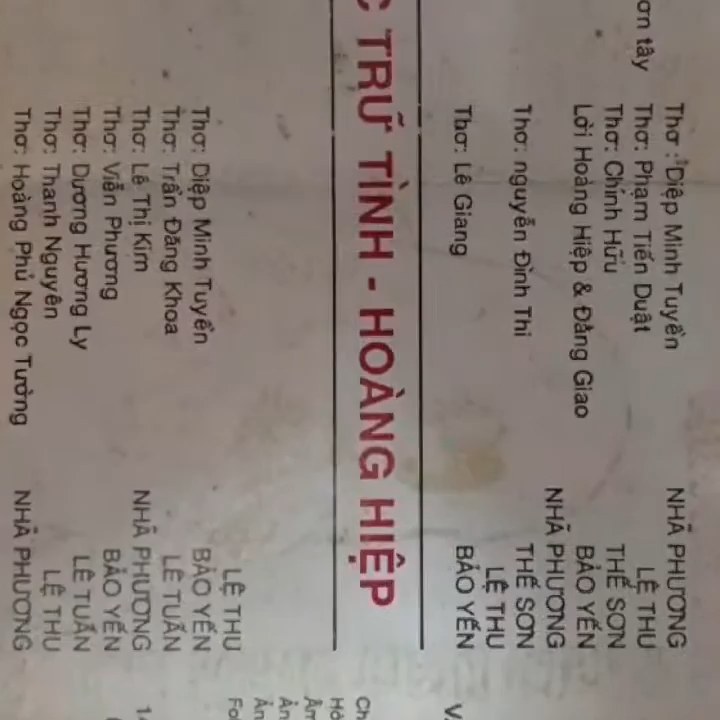 Thơ : Diệp Minh Tuyền NHÃ PHƯƠNG
ơn tây Thơ: Phạm Tiến Duật LỆ THU
Thơ: Chính Hữu THẾ SƠN
Lời Hoàng Hiệp & Đằng Giao BẢO YẾN
NHÃ PHƯƠNG
Thơ: nguyễn Đình Thi THẾ SƠN
LỆ THU
Thơ: Lê Giang BẢO YẾN
C TRỮ TÌNH - HOÀNG HIỆP
LỆ THU
Thơ: Diệp Minh Tuyền BẢO YẾN
Thơ: Trần Đăng Khoa LÊ TUẤN
Thơ: Lê Thị Kim NHÃ PHƯƠNG
Thơ: Viễn Phương BẢO YẾN
Thơ: Dương Hương Ly LÊ TUẤN
Thơ: Thanh Nguyên LỆ THU
Thơ: Hoàng Phủ Ngọc Tường NHÃ PHƯƠNG